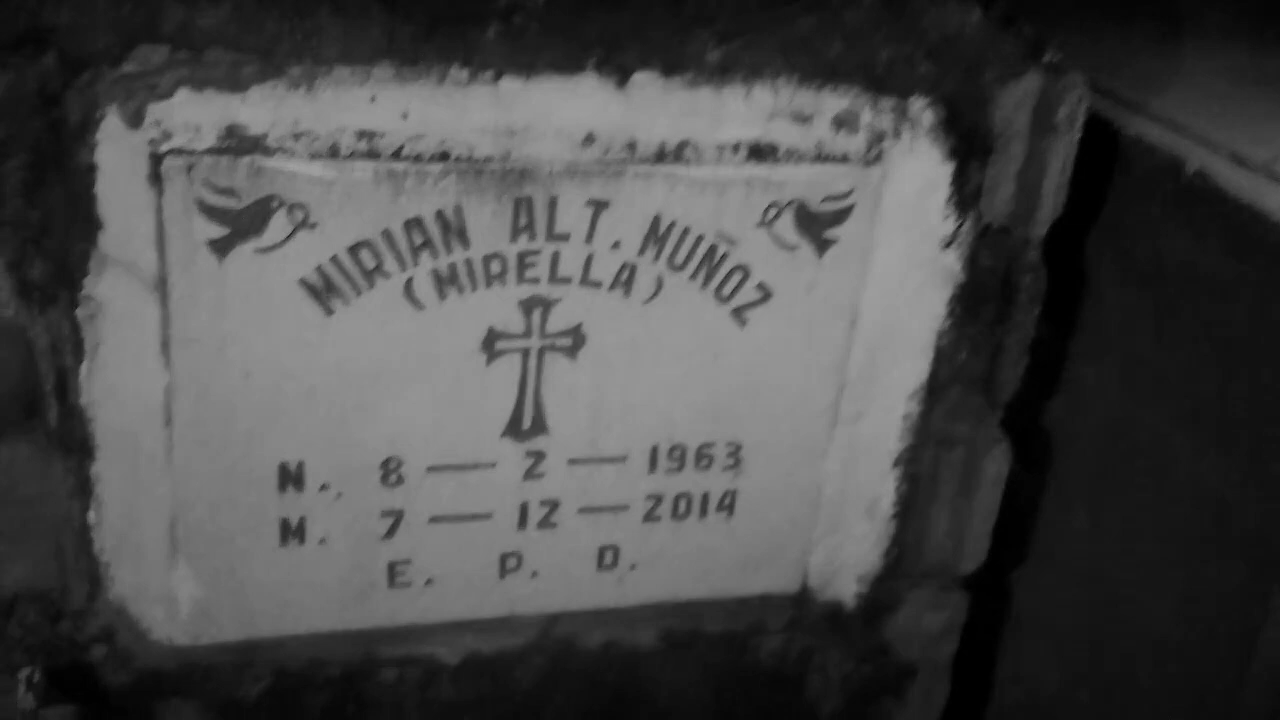 MIRIAN ALT. MUÑOZ
(MIRELLA)
N. 8 — 2 — 1963
M. 7 — 12 — 2014
E. P. D.